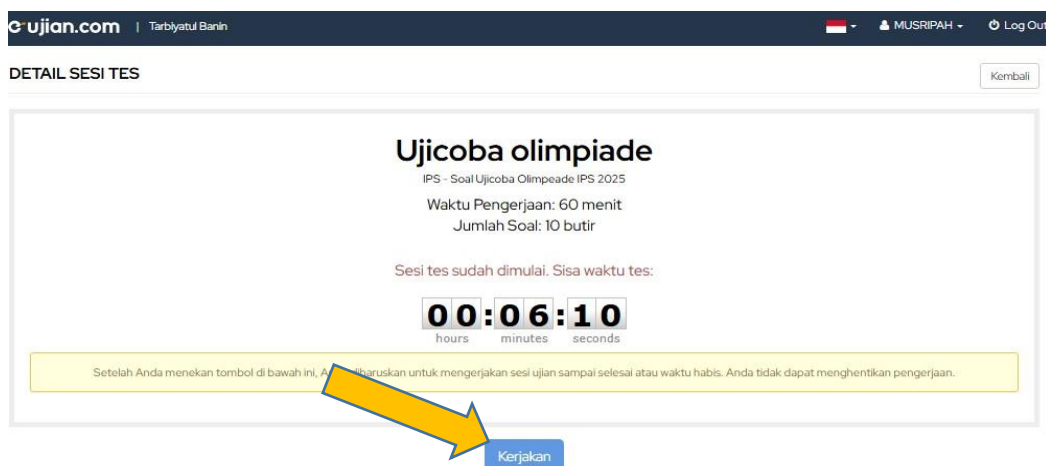 e-ujian.com | Tarbiyatul Banin
MUSRIPAH
Log Out
DETAIL SESI TES
Kembali
Ujicoba olimpiade
IPS - Soal Ujicoba Olimpeade IPS 2025
Waktu Pengerjaan: 60 menit
Jumlah Soal: 10 butir
Sesi tes sudah dimulai. Sisa waktu tes:
00:06:10
hours minutes seconds
Setelah Anda menekan tombol di bawah ini, diharuskan untuk mengerjakan sesi ujian sampai selesai atau waktu habis. Anda tidak dapat menghentikan pengerjaan.
Kerjakan